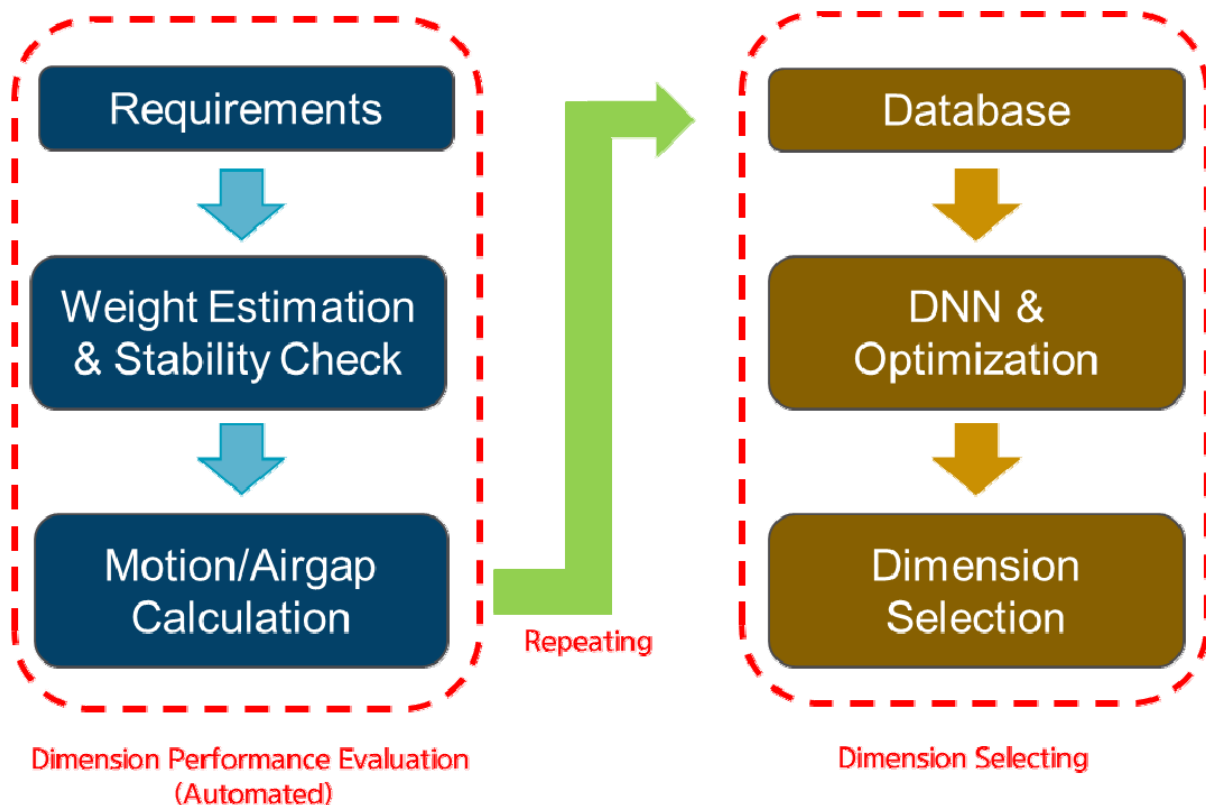 Requirements
Weight Estimation
& Stability Check
Motion/Airgap
Calculation
Dimension Performance Evaluation
(Automated)
Repeating
Database
DNN &
Optimization
Dimension
Selection
Dimension Selecting